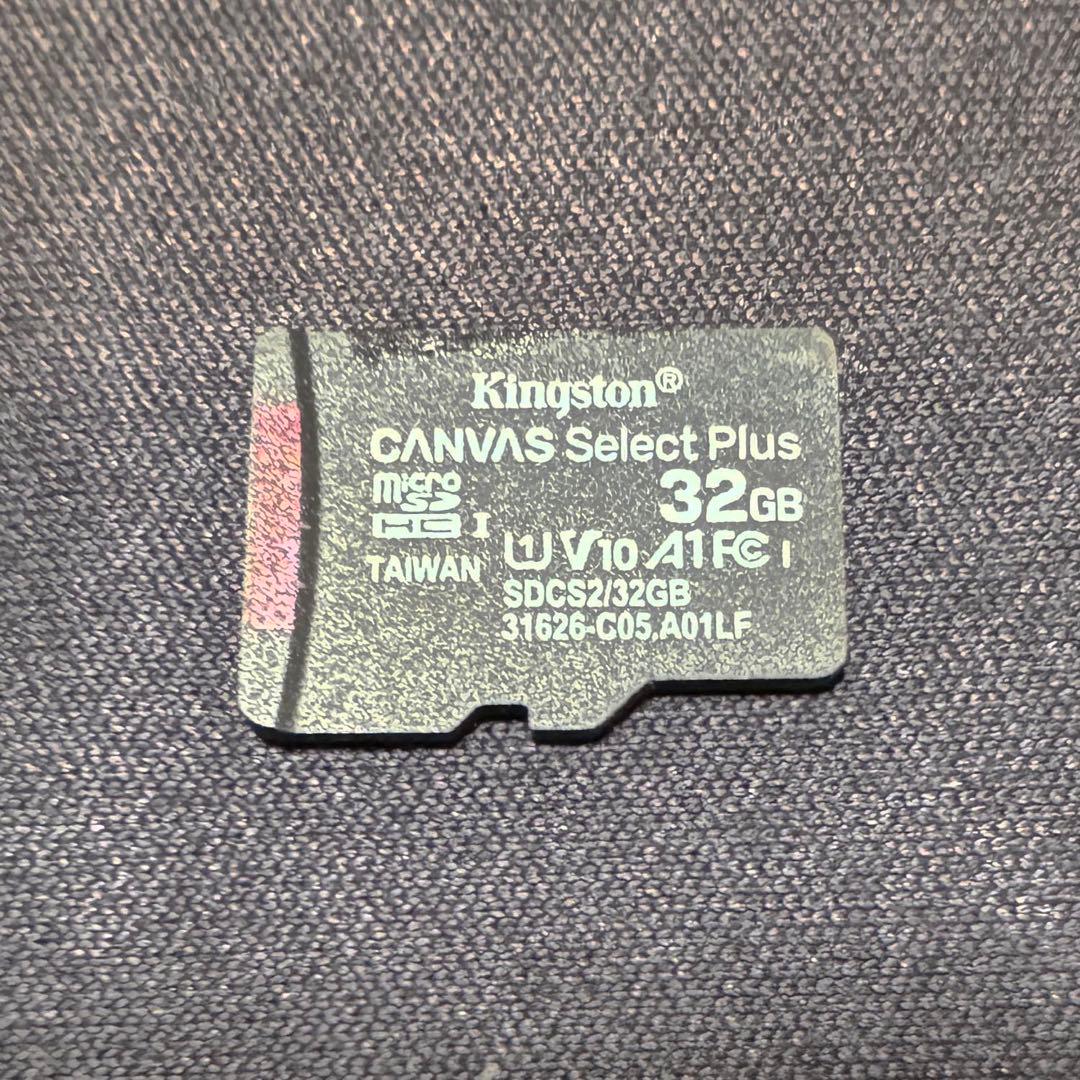 Kingston®
CANVAS Select Plus
micro SD HC I
32GB
U1 V10 A1 FC I
TAIWAN
SDCS2/32GB
31626-C05.A01LF